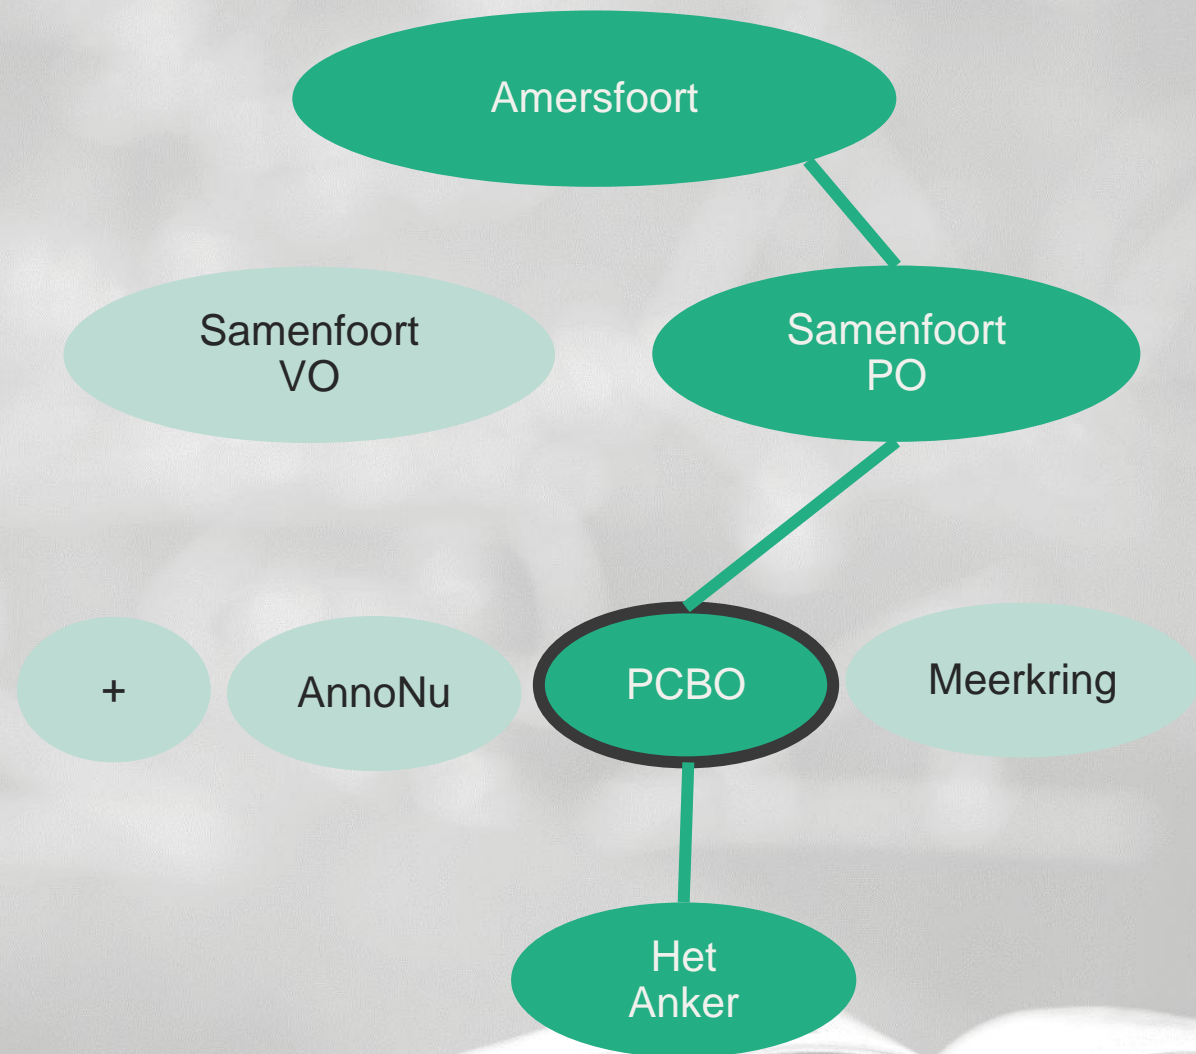 Amersfoort
Samenfoort
VO
Samenfoort
PO
+
AnnoNu
PCBO
Meerkring
Het
Anker